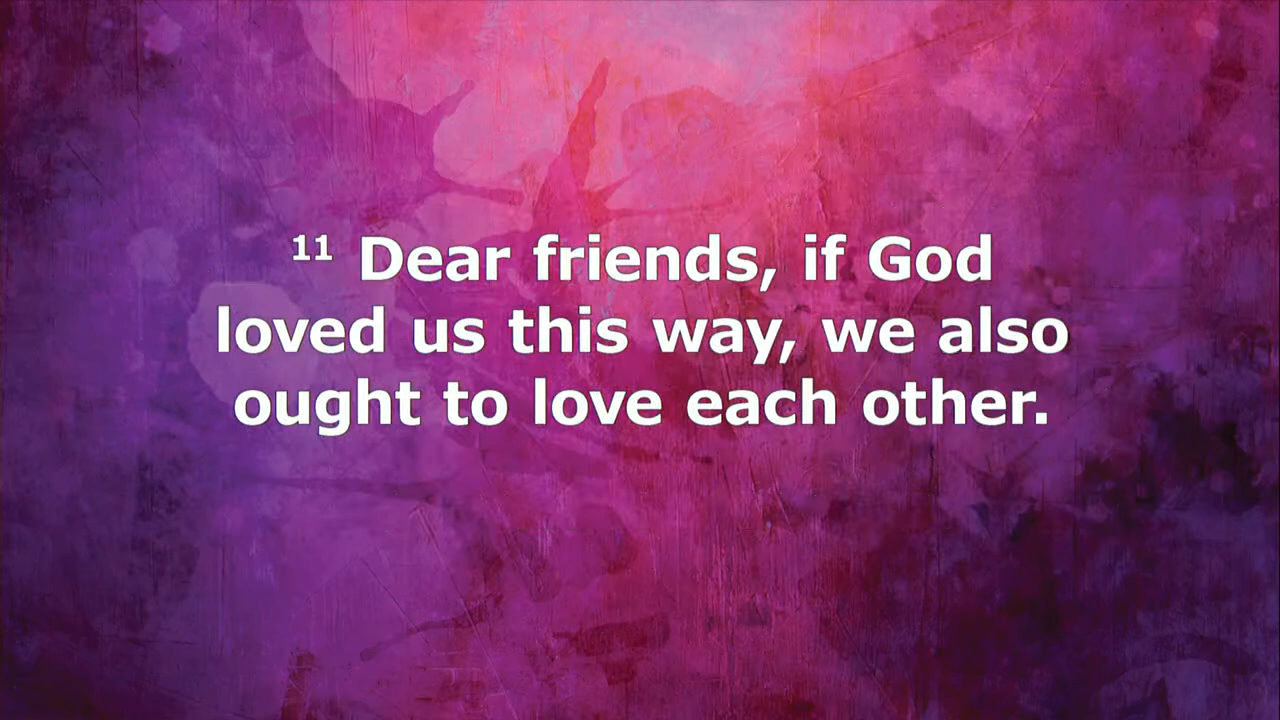 11 Dear friends, if God
loved us this way, we also
ought to love each other.